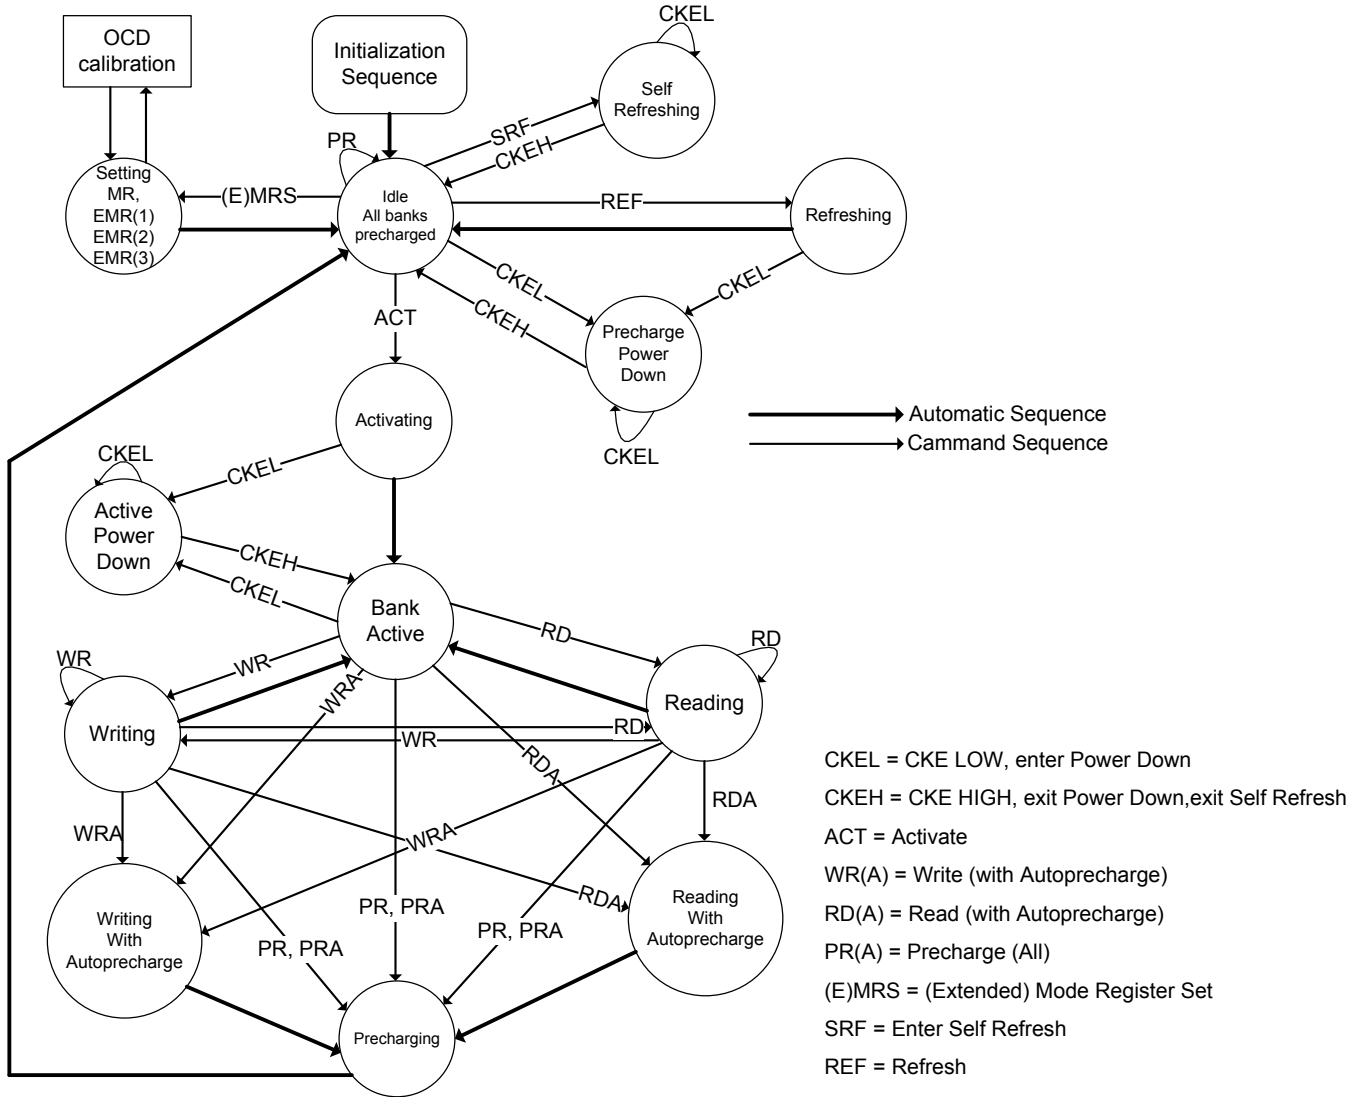 OCD
calibration
Initialization
Sequence
CKEL
Self
Refreshing
SRF
CKEH
PR
Setting
MR,
EMR(1)
EMR(2)
EMR(3)
(E)MRS
Idle
All banks
precharged
REF
Refreshing
CKEL
CKEH
CKEL
ACT
Precharge
Power
Down
CKEL
Activating
Automatic Sequence
Cammand Sequence
CKEL
CKEL
Active
Power
Down
CKEH
CKEL
Bank
Active
RD
RD
WR
WR
WRA
Reading
Writing
RD
WR
RDA
RDA
WRA
WRA
RDA
PR, PRA
PR, PRA
PR, PRA
Writing
With
Autoprecharge
Reading
With
Autoprecharge
Precharging
CKEL = CKE LOW, enter Power Down
CKEH = CKE HIGH, exit Power Down,exit Self Refresh
ACT = Activate
WR(A) = Write (with Autoprecharge)
RD(A) = Read (with Autoprecharge)
PR(A) = Precharge (All)
(E)MRS = (Extended) Mode Register Set
SRF = Enter Self Refresh
REF = Refresh